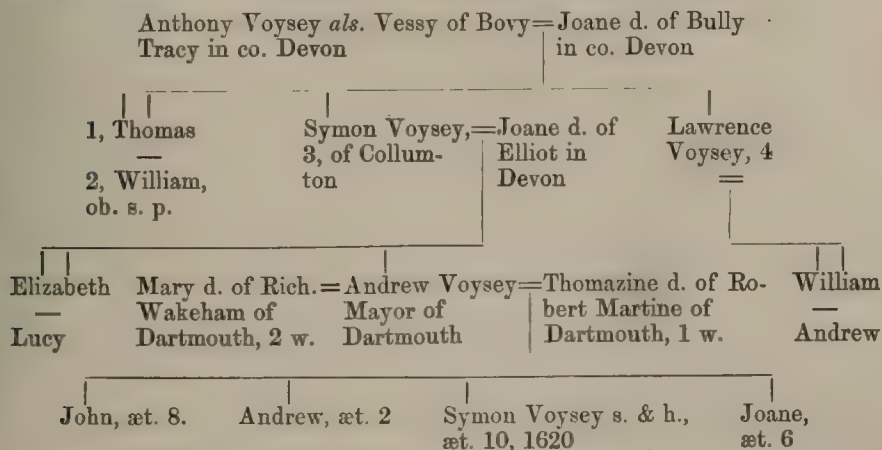 Anthony Voysey als. Vessy of Bovy=Joane d. of Bully
Tracy in co. Devon in co. Devon
1, Thomas
—
2, William,
ob. s. p.
Symon Voysey,=Joane d. of
3, of Collum- Elliot in
ton Devon
Lawrence
Voysey, 4
=
Elizabeth
—
Lucy
Mary d. of Rich.=Andrew Voysey=Thomazine d. of Ro-
Wakeham of Mayor of bert Martine of
Dartmouth, 2 w. Dartmouth Dartmouth, 1 w.
William
—
Andrew
John, æt. 8.
Andrew, æt. 2
Symon Voysey s. & h.,
æt. 10, 1620
Joane,
æt. 6